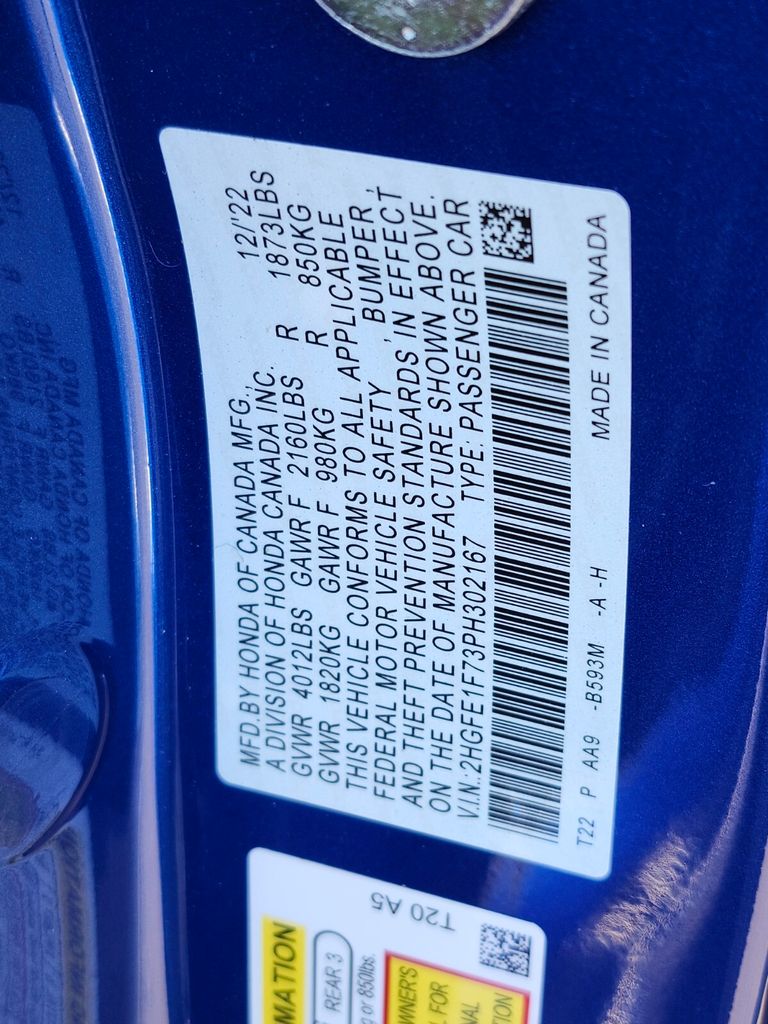 MFD.BY HONDA OF CANADA MFG., 12/'22
A DIVISION OF HONDA CANADA INC.
GVWR 4012LBS GAWR F 2160LBS R 1873LBS
GVWR 1820KG GAWR F 980KG R 850KG
THIS VEHICLE CONFORMS TO ALL APPLICABLE
FEDERAL MOTOR VEHICLE SAFETY , BUMPER ,
AND THEFT PREVENTION STANDARDS IN EFFECT
ON THE DATE OF MANUFACTURE SHOWN ABOVE.
V.I.N.:2HGFE1F73PH302167 TYPE: PASSENGER CAR
T22 P AA9 -B593M -A -H MADE IN CANADA
T20 A5
REAR 3
or 850lbs.